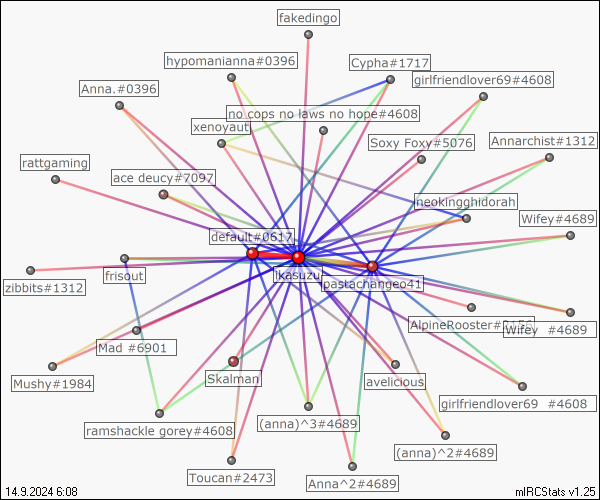 fakedingo
hypomanianna#0396
Cypha#1717
girlfriendlover69#4608
Anna.#0396
no cops no laws no hope#4608
xenoyaut
Soxy Foxy#5076
Annarchist#1312
rattgaming
ace deucy#7097
neokingghidorah
Wifey#4689
default#0617
ikasuzu
frisout
zibbits#1312
pastachangeo41
AlpineRooster#
Wifey #4689
Mad #6901
Mushy#1984
Skalman
avelicious
girlfriendlover69 #4608
ramshackle gorey#4608
(anna)^3#4689
(anna)^2#4689
Toucan#2473
Anna^2#4689
14.9.2024 6:08
mIRCStats v1.25